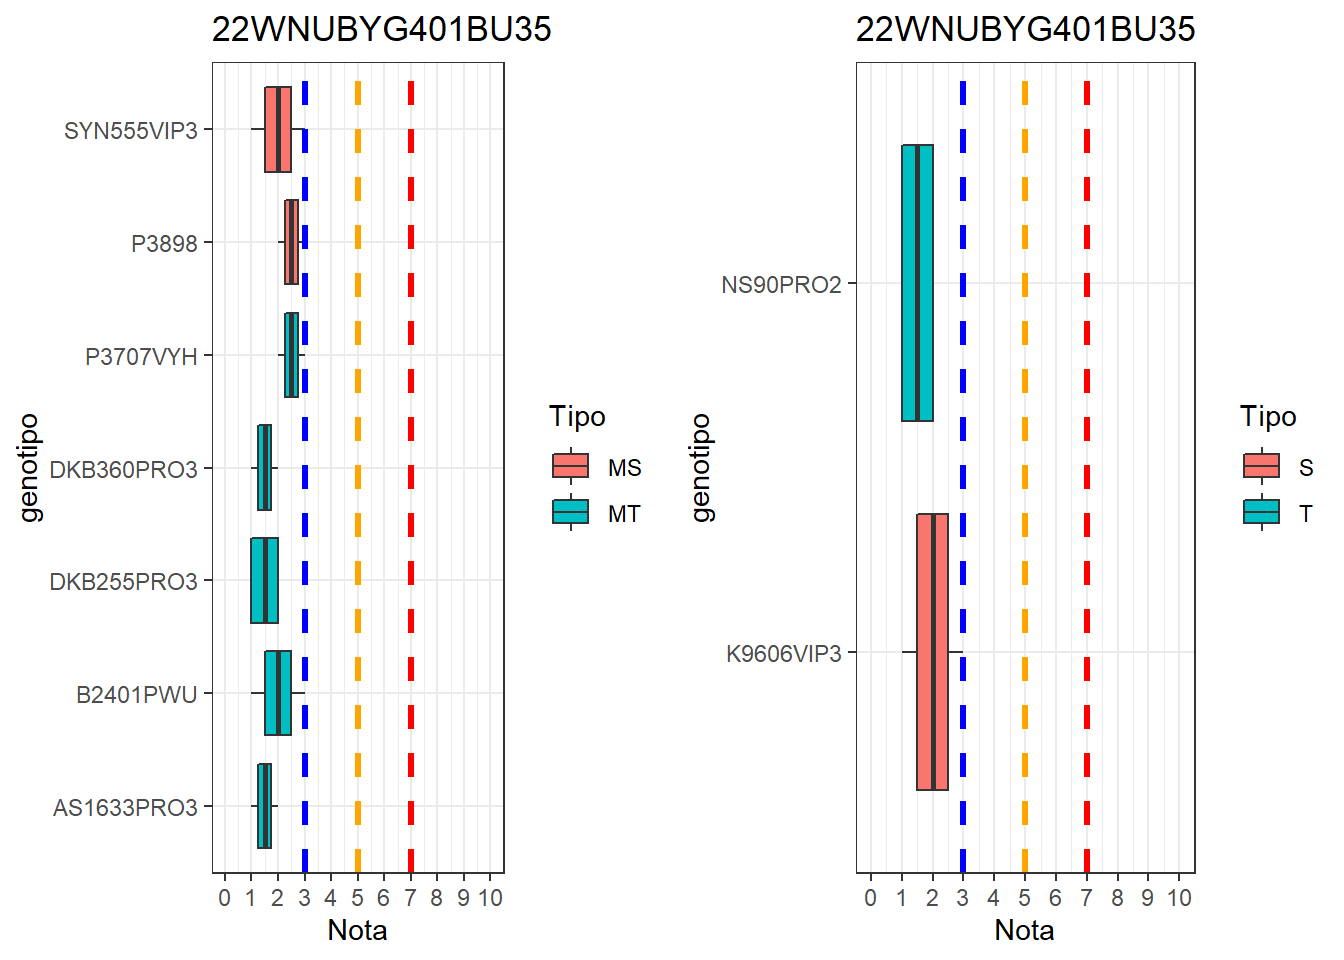 22WNUBYG401BU35
genotipo
SYN555VIP3
P3898
P3707VYH
DKB360PRO3
DKB255PRO3
B2401PWU
AS1633PRO3
0 1 2 3 4 5 6 7 8 9 10
Nota
Tipo
MS
MT
22WNUBYG401BU35
genotipo
NS90PRO2
K9606VIP3
0 1 2 3 4 5 6 7 8 9 10
Nota
Tipo
S
T